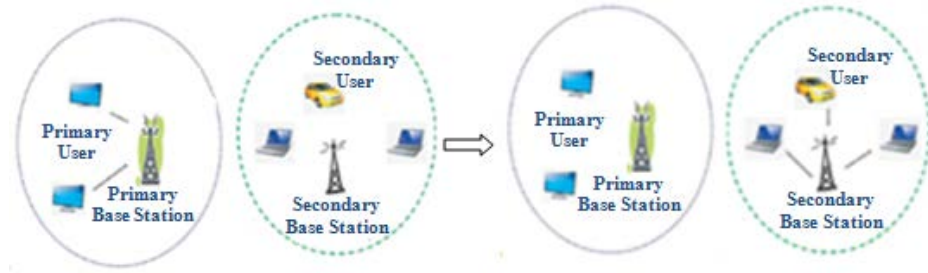 Primary
User
Primary
Base Station
Secondary
User
Secondary
Base Station
Primary
User
Primary
Base Station
Secondary
User
Secondary
Base Station